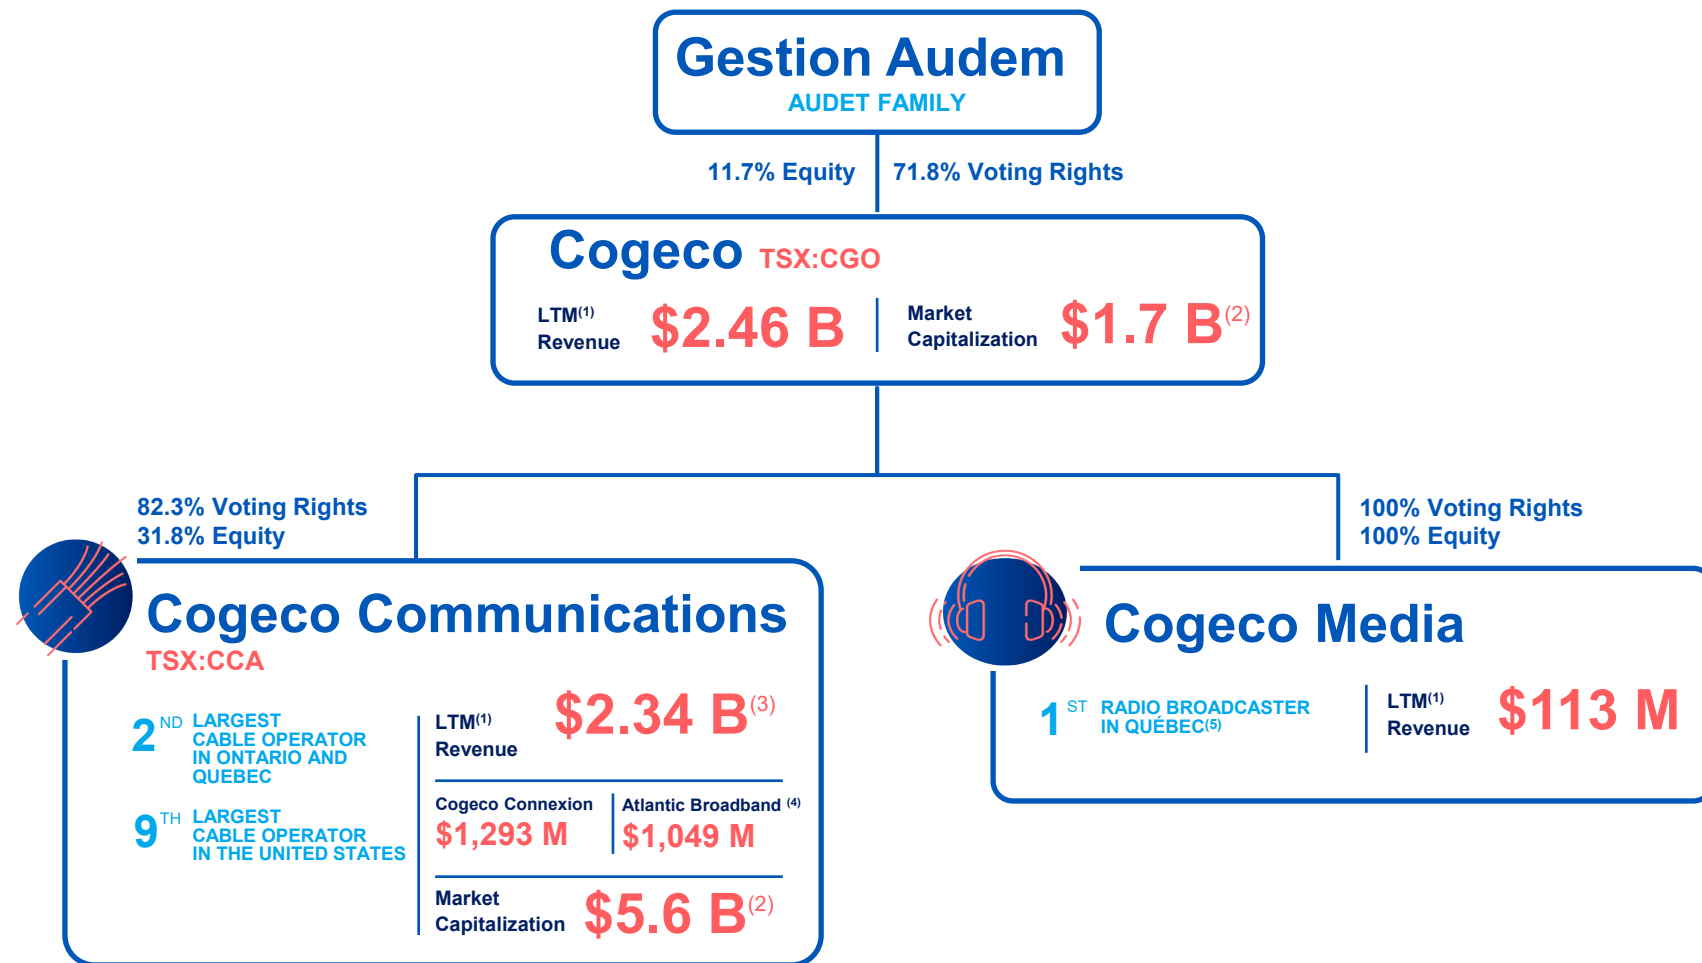 Gestion Audem
AUDET FAMILY
11.7% Equity
71.8% Voting Rights
Cogeco TSX:CGO
LTM(1)
Revenue
$2.46 B
Market
Capitalization
$1.7 B(2)
82.3% Voting Rights
31.8% Equity
Cogeco Communications
TSX:CCA
2ND LARGEST
CABLE OPERATOR
IN ONTARIO AND
QUEBEC
9TH LARGEST
CABLE OPERATOR
IN THE UNITED STATES
LTM(1)
Revenue
$2.34 B(3)
Cogeco Connexion
$1,293 M
Atlantic Broadband (4)
$1,049 M
Market
Capitalization
$5.6 B(2)
100% Voting Rights
100% Equity
Cogeco Media
1ST RADIO BROADCASTER
IN QUÉBEC(5)
LTM(1)
Revenue
$113 M